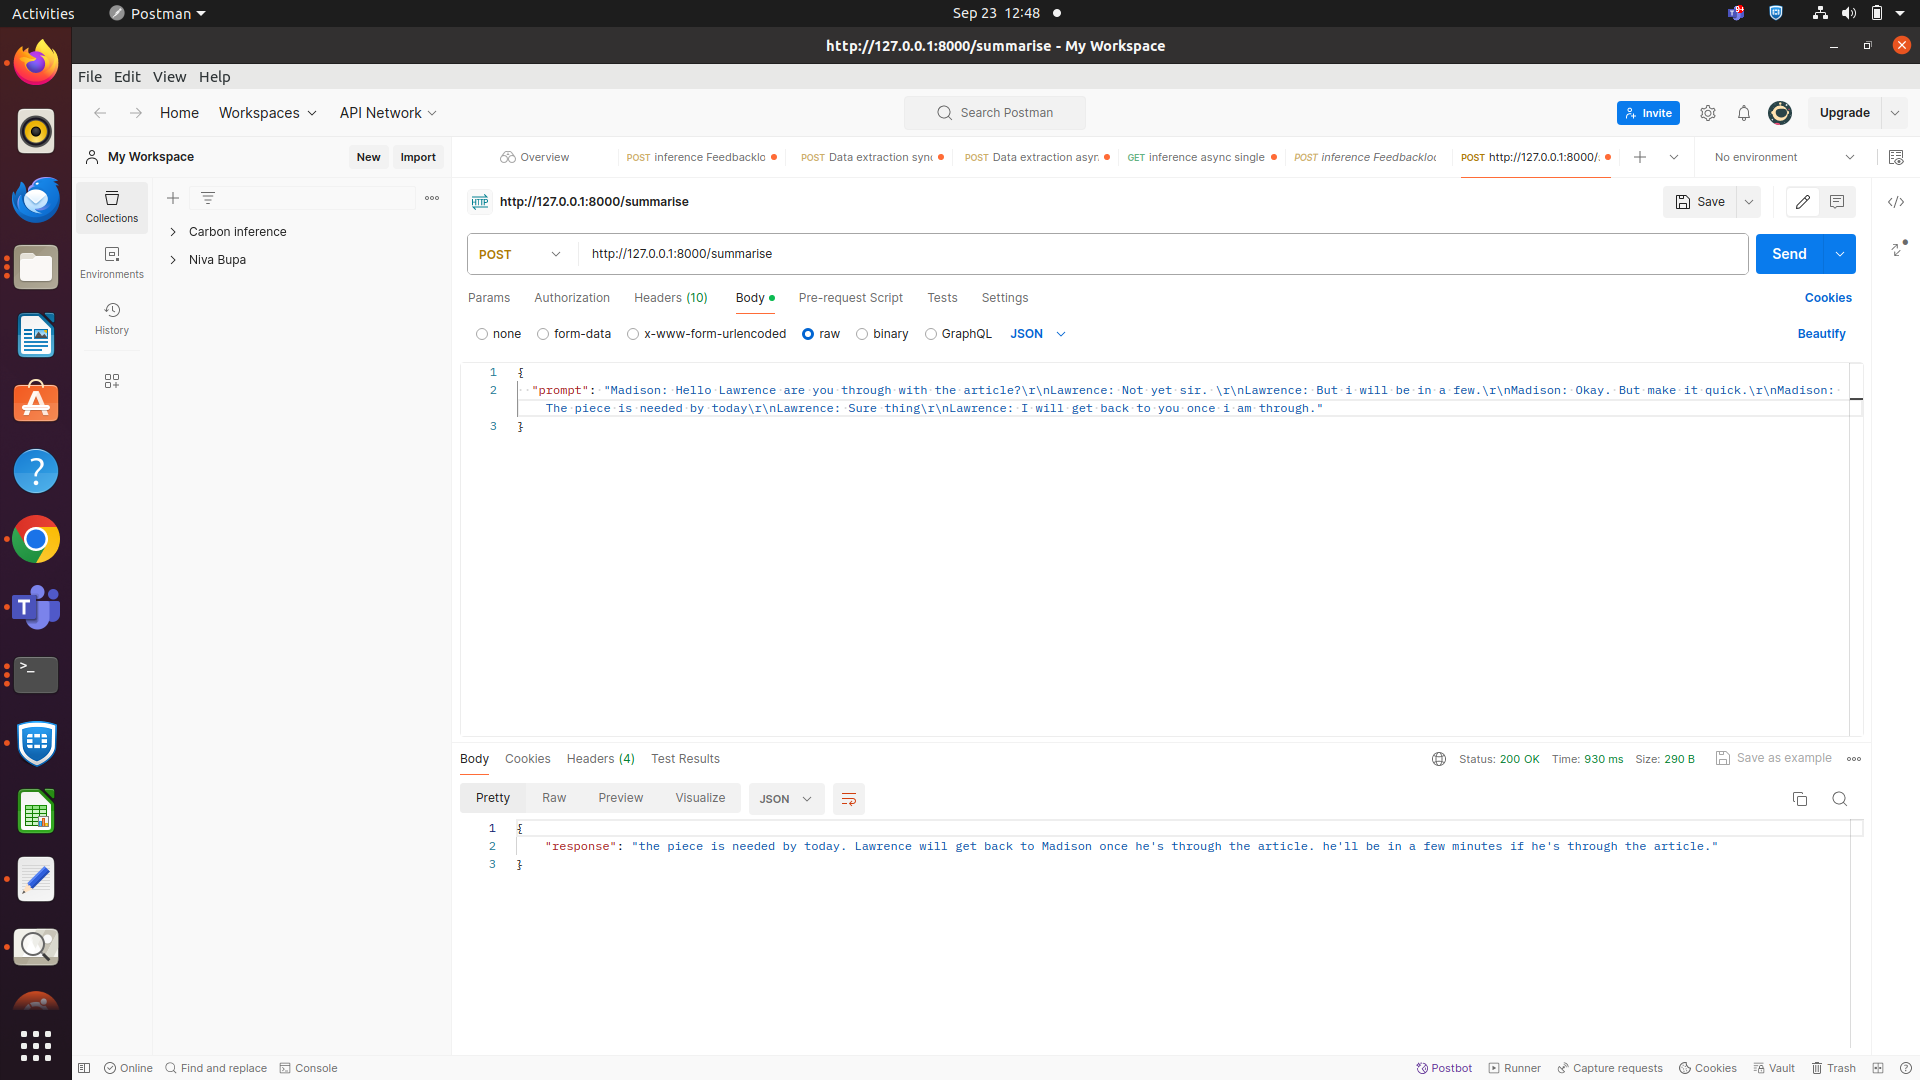 Activities Postman Sep 23 12:48
http://127.0.0.1:8000/summarise - My Workspace
File Edit View Help
Home Workspaces API Network Search Postman Invite Upgrade
My Workspace New Import
Overview POST inference Feedbacklo POST Data extraction sync POST Data extraction asyn GET inference async single POST inference Feedbackloc POST http://127.0.0.1:8000/. No environment
Collections
Environments
History
Carbon inference
Niva Bupa
HTTP http://127.0.0.1:8000/summarise Save
POST http://127.0.0.1:8000/summarise Send
Params Authorization Headers (10) Body Pre-request Script Tests Settings Cookies
none form-data x-www-form-urlencoded raw binary GraphQL JSON Beautify
1 {
2 "prompt": "Madison: Hello Lawrence are you through with the article?\r\nLawrence: Not yet sir. \r\nLawrence: But i will be in a few.\r\nMadison: Okay. But make it quick.\r\nMadison:
The piece is needed by today\r\nLawrence: Sure thing\r\nLawrence: I will get back to you once i am through."
3 }
Body Cookies Headers (4) Test Results Status: 200 OK Time: 930 ms Size: 290 B Save as example
Pretty Raw Preview Visualize JSON
1 {
2 "response": "the piece is needed by today. Lawrence will get back to Madison once he's through the article. he'll be in a few minutes if he's through the article."
3 }
Online Find and replace Console Postbot Runner Capture requests Cookies Vault Trash